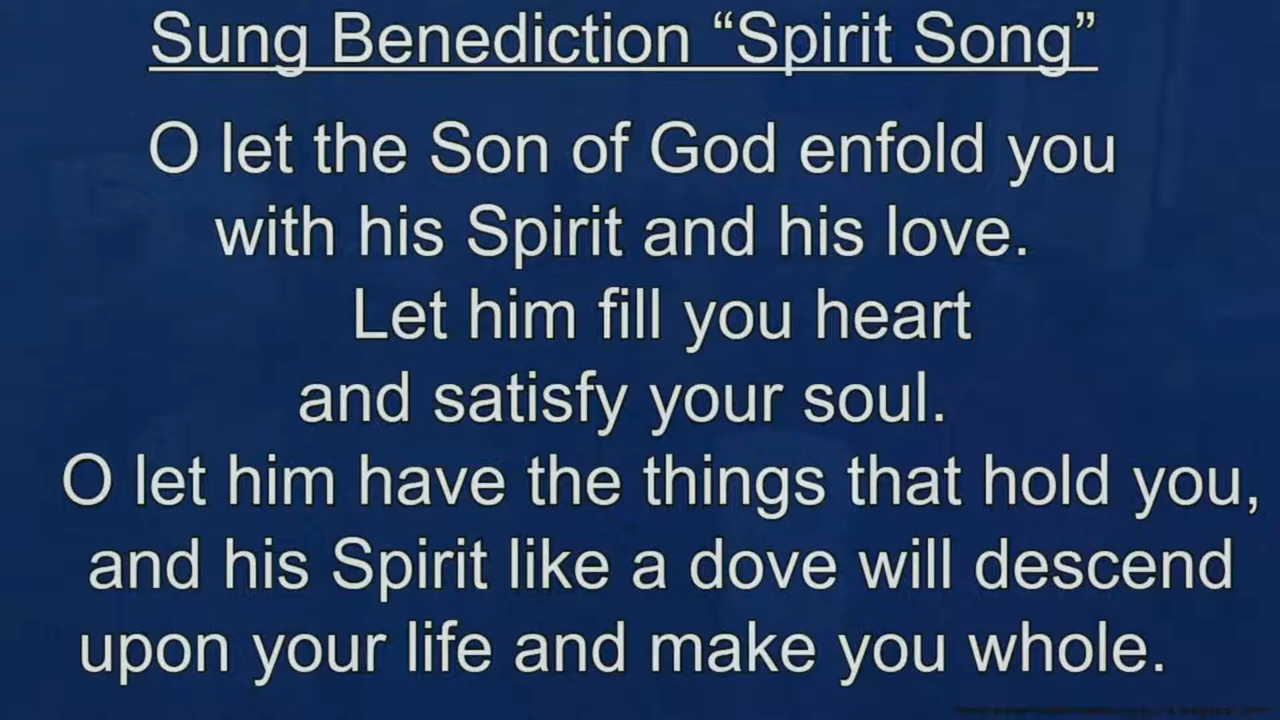 Sung Benediction “Spirit Song”
O let the Son of God enfold you
with his Spirit and his love.
Let him fill you heart
and satisfy your soul.
O let him have the things that hold you,
and his Spirit like a dove will descend
upon your life and make you whole.